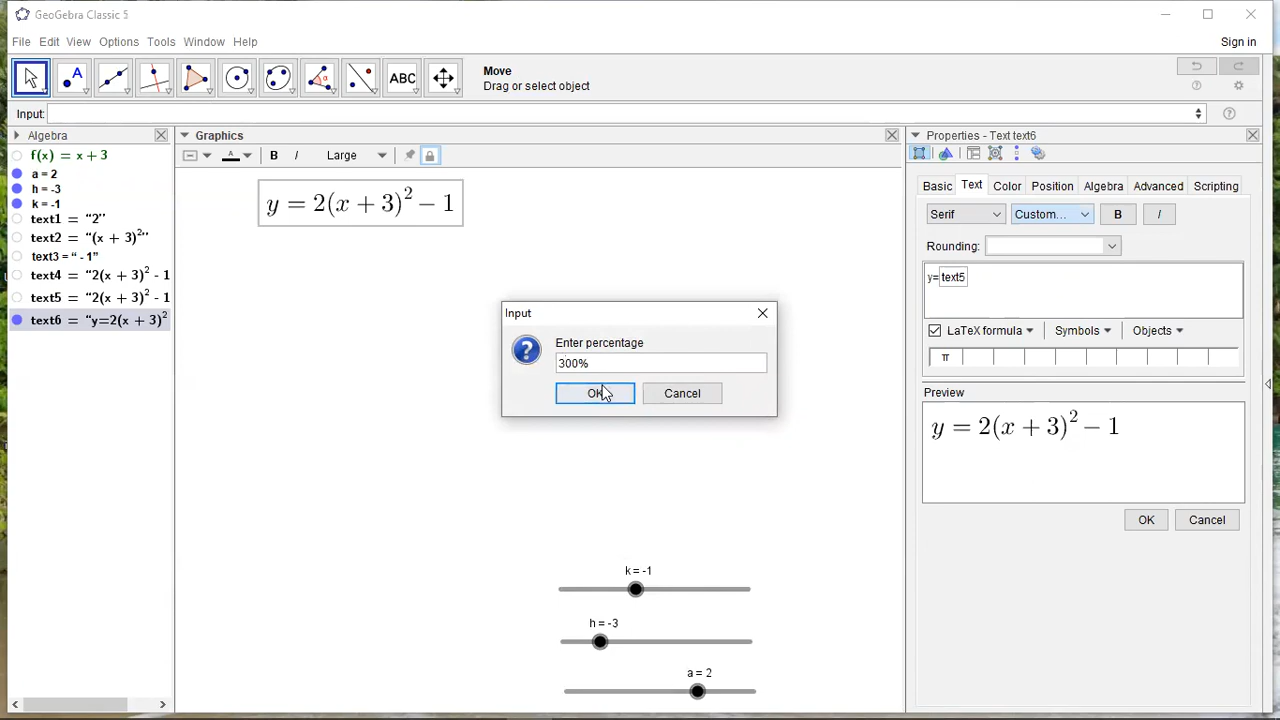 GeoGebra Classic 5
File Edit View Options Tools Window Help
Sign in
A
ABC
Move
Drag or select object
Input:
Algebra
Graphics
Properties - Text text6
A B I Large
f(x) = x + 3
a = 2
h = -3
k = -1
text1 = “2”
text2 = “(x + 3)²”
text3 = “ - 1”
text4 = “2(x + 3)² - 1
text5 = “2(x + 3)² - 1
text6 = “y=2(x + 3)²
y = 2(x + 3)² − 1
Input
Enter percentage
300%
OK Cancel
k = -1
h = -3
a = 2
Basic Text Color Position Algebra Advanced Scripting
Serif Custom... B I
Rounding:
y= text5
LaTeX formula Symbols Objects
π
Preview
y = 2(x + 3)² − 1
OK Cancel